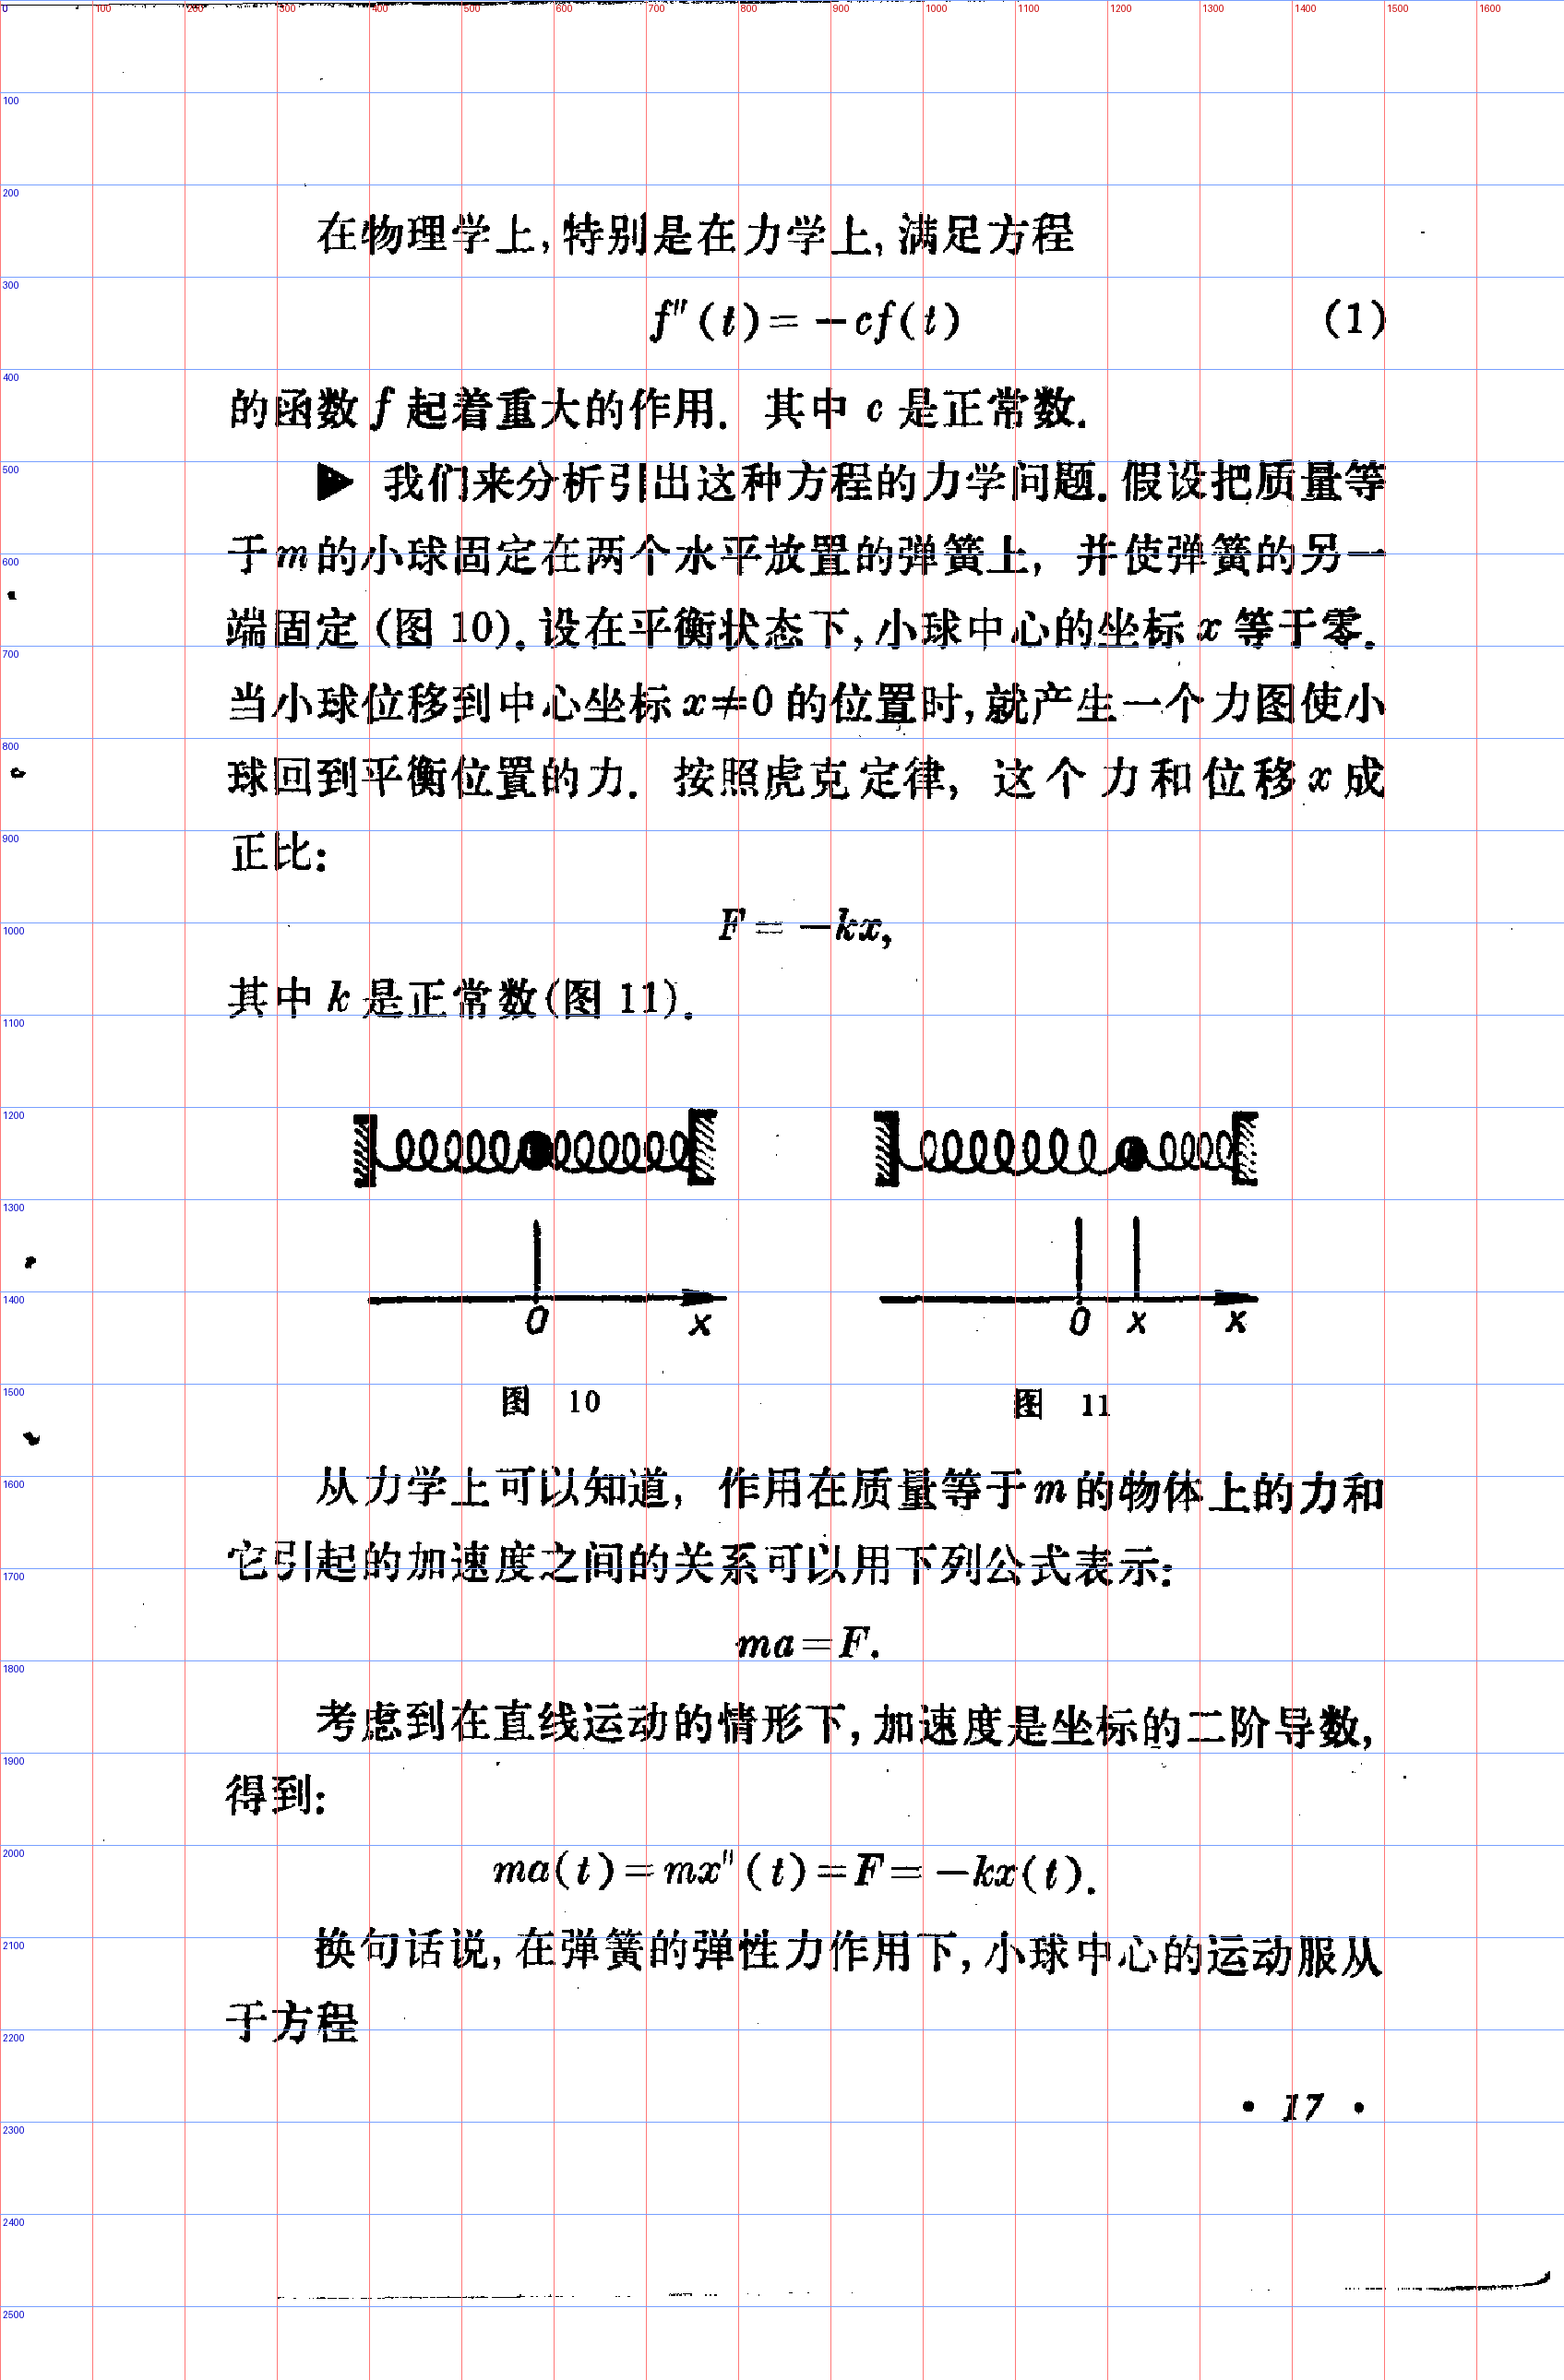 在物理学上,特别是在力学上,满足方程
f″(t)=-cf(t) (1)
的函数 f 起着重大的作用. 其中 c 是正常数.
▶ 我们来分析引出这种方程的力学问题.假设把质量等
于 m 的小球固定在两个水平放置的弹簧上, 并使弹簧的另一
端固定 (图 10).设在平衡状态下,小球中心的坐标 x 等于零.
当小球位移到中心坐标 x≠0 的位置时,就产生一个力图使小
球回到平衡位置的力. 按照虎克定律, 这个力和位移 x 成
正比:
F=-kx,
其中 k 是正常数(图 11).
0 x
0 x x
图 10 图 11
从力学上可以知道, 作用在质量等于 m 的物体上的力和
它引起的加速度之间的关系可以用下列公式表示:
ma=F.
考虑到在直线运动的情形下,加速度是坐标的二阶导数,
得到:
ma(t)=mx″(t)=F=-kx(t).
换句话说,在弹簧的弹性力作用下,小球中心的运动服从
于方程
• 17 •